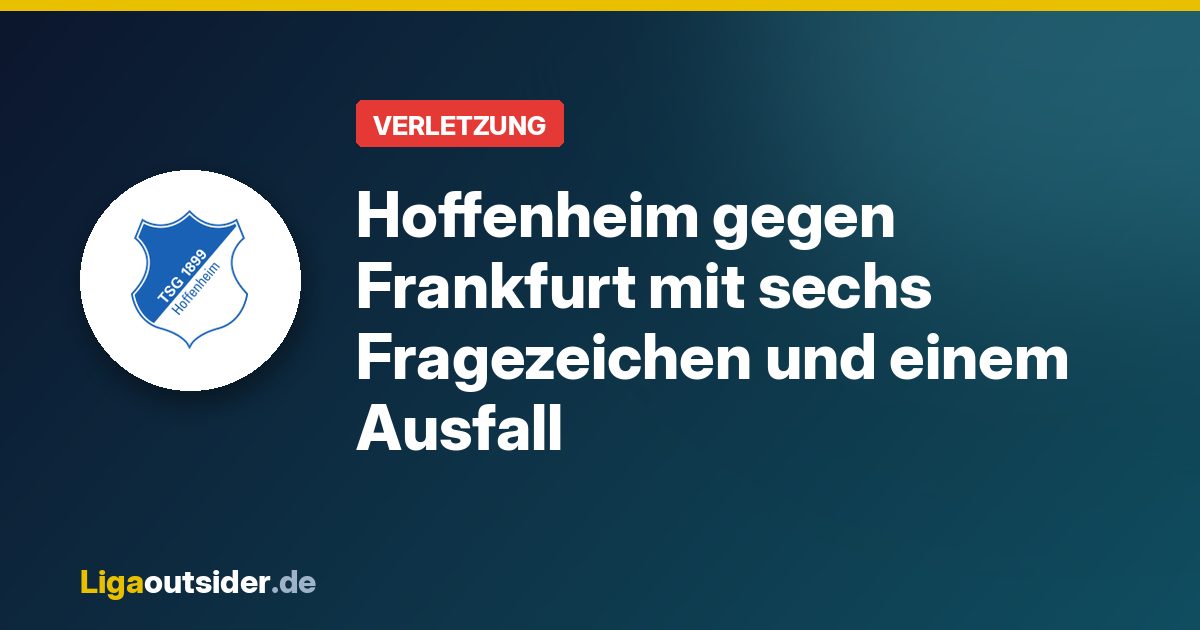 VERLETZUNG
Hoffenheim gegen
Frankfurt mit sechs
Fragezeichen und einem
Ausfall
TSG 1899
Hoffenheim
Ligaoutsider.de